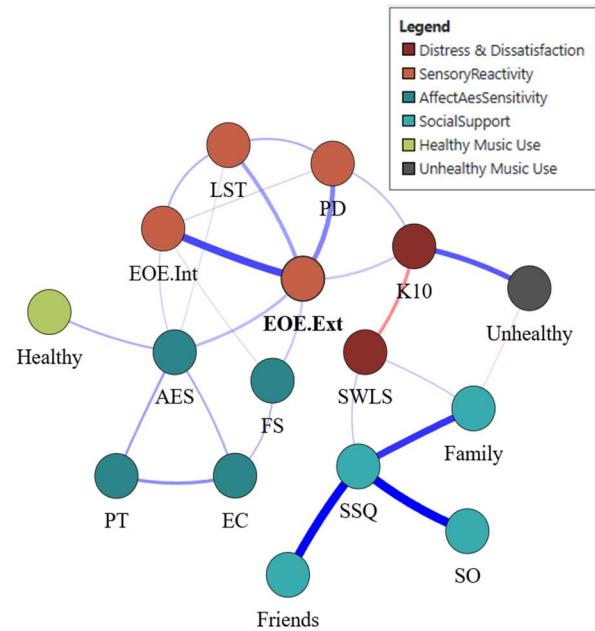 Legend
Distress & Dissatisfaction
SensoryReactivity
AffectAesSensitivity
SocialSupport
Healthy Music Use
Unhealthy Music Use
LST
PD
EOE.Int
K10
EOE.Ext
Unhealthy
Healthy
AES
SWLS
FS
Family
PT
EC
SSQ
SO
Friends